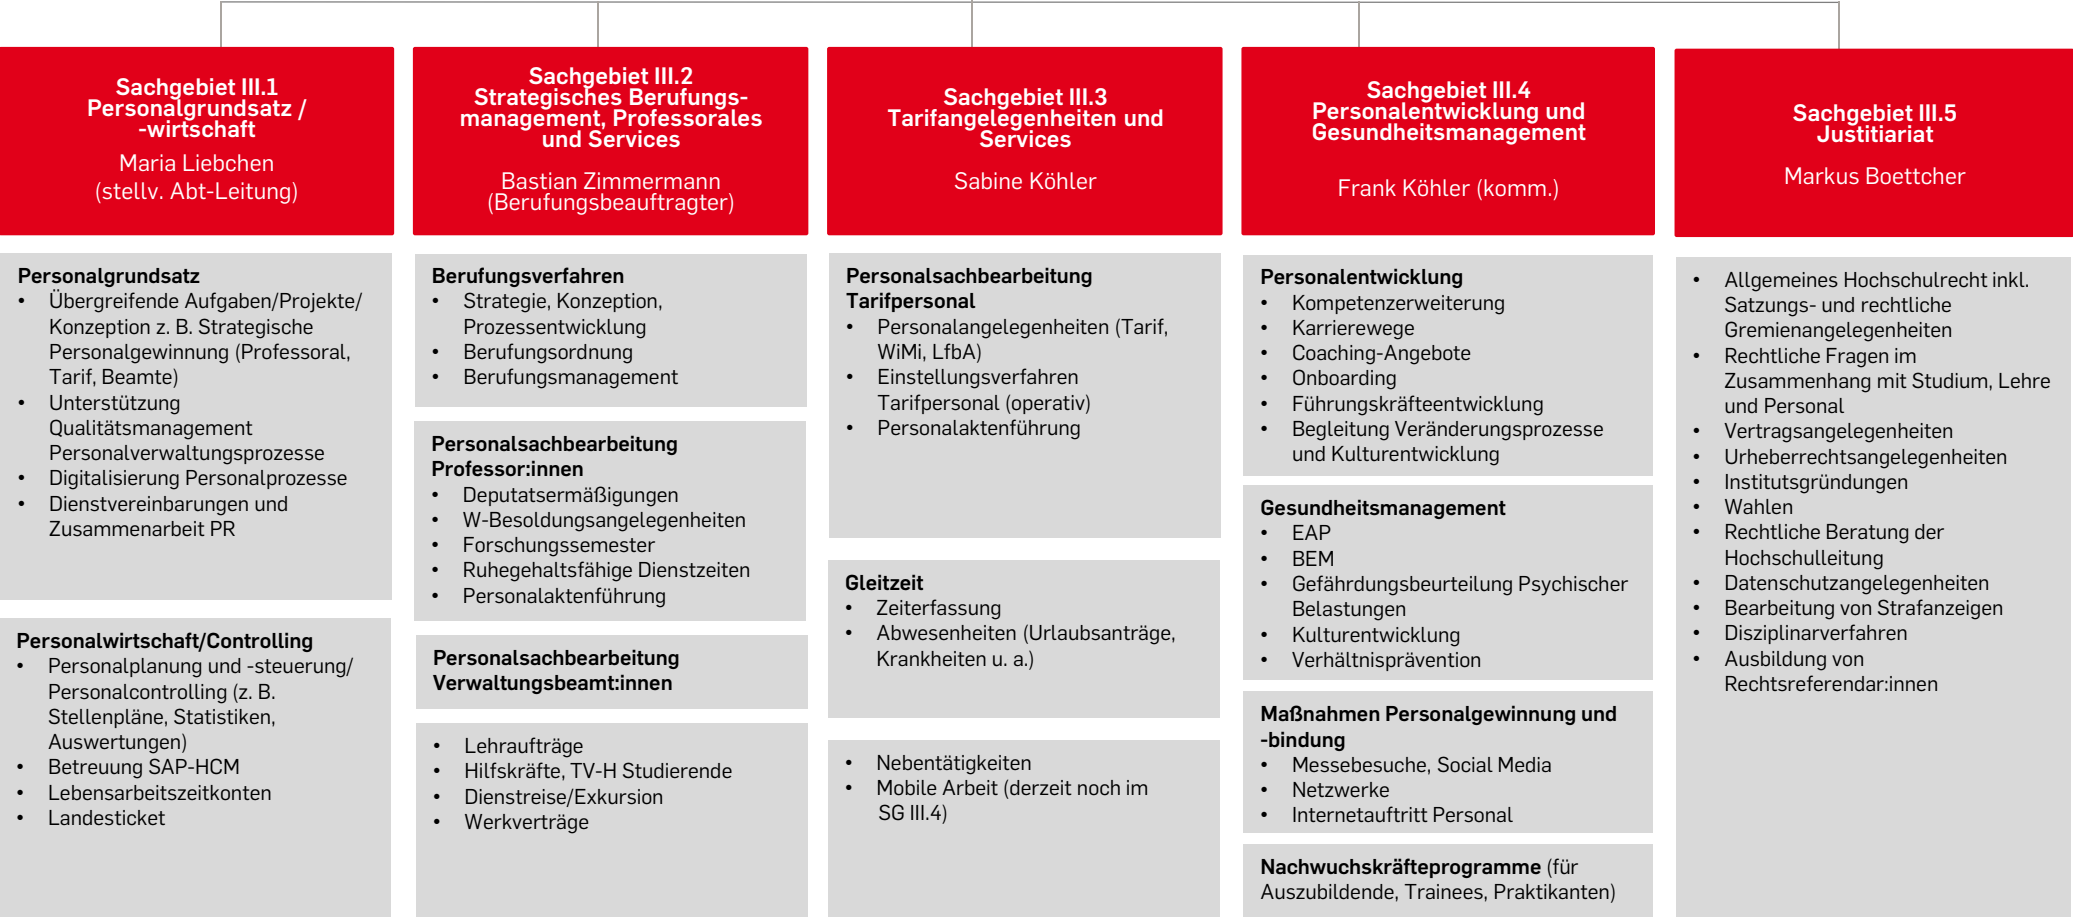 Sachgebiet III.1
Personalgrundsatz /
-wirtschaft
Maria Liebchen
(stellv. Abt-Leitung)
Personalgrundsatz
• Übergreifende Aufgaben/Projekte/
Konzeption z. B. Strategische
Personalgewinnung (Professoral,
Tarif, Beamte)
• Unterstützung
Qualitätsmanagement
Personalverwaltungsprozesse
• Digitalisierung Personalprozesse
• Dienstvereinbarungen und
Zusammenarbeit PR
Personalwirtschaft/Controlling
• Personalplanung und -steuerung/
Personalcontrolling (z. B.
Stellenpläne, Statistiken,
Auswertungen)
• Betreuung SAP-HCM
• Lebensarbeitszeitkonten
• Landesticket
Sachgebiet III.2
Strategisches Berufungs-
management, Professorales
und Services
Bastian Zimmermann
(Berufungsbeauftragter)
Berufungsverfahren
• Strategie, Konzeption,
Prozessentwicklung
• Berufungsordnung
• Berufungsmanagement
Personalsachbearbeitung
Professor:innen
• Deputatsermäßigungen
• W-Besoldungsangelegenheiten
• Forschungssemester
• Ruhegehaltsfähige Dienstzeiten
• Personalaktenführung
Personalsachbearbeitung
Verwaltungsbeamt:innen
• Lehraufträge
• Hilfskräfte, TV-H Studierende
• Dienstreise/Exkursion
• Werkverträge
Sachgebiet III.3
Tarifangelegenheiten und
Services
Sabine Köhler
Personalsachbearbeitung
Tarifpersonal
• Personalangelegenheiten (Tarif,
WiMi, LfbA)
• Einstellungsverfahren
Tarifpersonal (operativ)
• Personalaktenführung
Gleitzeit
• Zeiterfassung
• Abwesenheiten (Urlaubsanträge,
Krankheiten u. a.)
• Nebentätigkeiten
• Mobile Arbeit (derzeit noch im
SG III.4)
Sachgebiet III.4
Personalentwicklung und
Gesundheitsmanagement
Frank Köhler (komm.)
Personalentwicklung
• Kompetenzerweiterung
• Karrierewege
• Coaching-Angebote
• Onboarding
• Führungskräfteentwicklung
• Begleitung Veränderungsprozesse
und Kulturentwicklung
Gesundheitsmanagement
• EAP
• BEM
• Gefährdungsbeurteilung Psychischer
Belastungen
• Kulturentwicklung
• Verhältnisprävention
Maßnahmen Personalgewinnung und
-bindung
• Messebesuche, Social Media
• Netzwerke
• Internetauftritt Personal
Nachwuchskräfteprogramme (für
Auszubildende, Trainees, Praktikanten)
Sachgebiet III.5
Justitiariat
Markus Boettcher
• Allgemeines Hochschulrecht inkl.
Satzungs- und rechtliche
Gremienangelegenheiten
• Rechtliche Fragen im
Zusammenhang mit Studium, Lehre
und Personal
• Vertragsangelegenheiten
• Urheberrechtsangelegenheiten
• Institutsgründungen
• Wahlen
• Rechtliche Beratung der
Hochschulleitung
• Datenschutzangelegenheiten
• Bearbeitung von Strafanzeigen
• Disziplinarverfahren
• Ausbildung von
Rechtsreferendar:innen